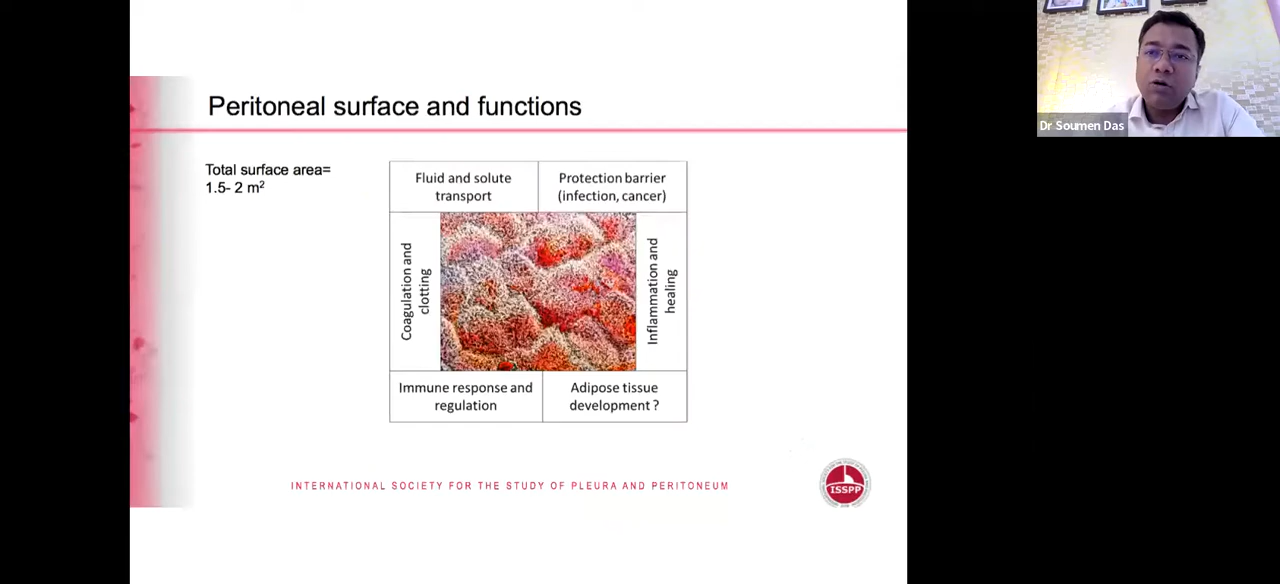 Peritoneal surface and functions
Total surface area=
1.5- 2 m²
Fluid and solute
transport
Protection barrier
(infection, cancer)
Coagulation and
clotting
Inflammation and
healing
Immune response and
regulation
Adipose tissue
development ?
INTERNATIONAL SOCIETY FOR THE STUDY OF PLEURA AND PERITONEUM
ISSPP
Dr Soumen Das